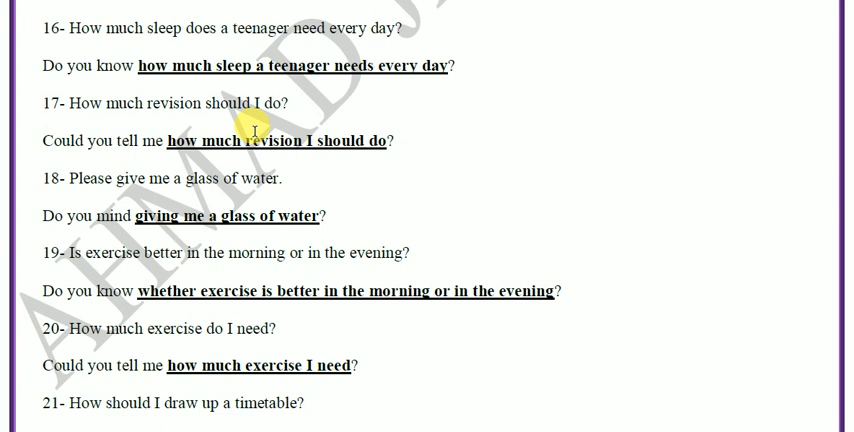 16- How much sleep does a teenager need every day?
Do you know how much sleep a teenager needs every day?
17- How much revision should I do?
Could you tell me how much revision I should do?
18- Please give me a glass of water.
Do you mind giving me a glass of water?
19- Is exercise better in the morning or in the evening?
Do you know whether exercise is better in the morning or in the evening?
20- How much exercise do I need?
Could you tell me how much exercise I need?
21- How should I draw up a timetable?
AHMAD